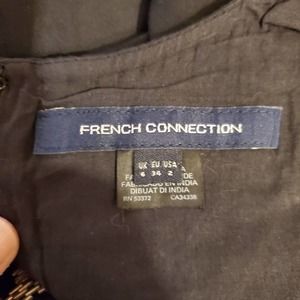 FRENCH CONNECTION
UK EU USA
6 34 2
FABRICADO EN INDIA
DIBUAT DI INDIA
RN 53372 CA34338